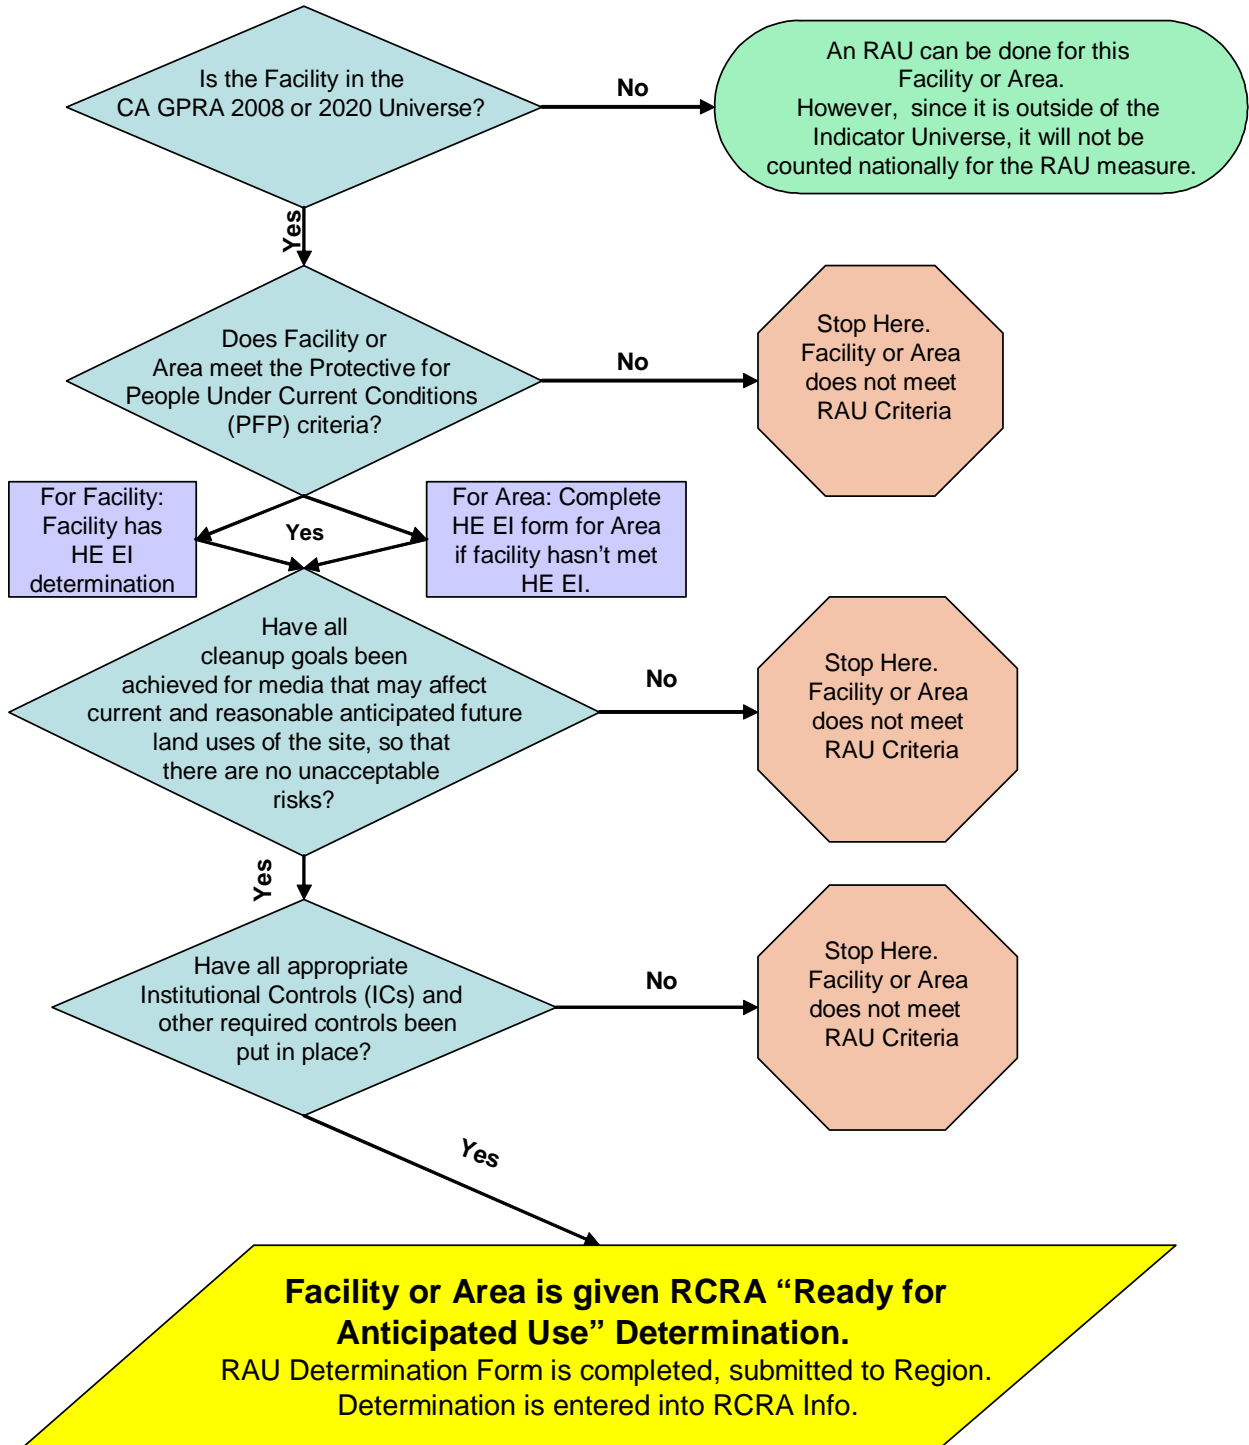 Is the Facility in the
CA GPRA 2008 or 2020 Universe?
No
An RAU can be done for this
Facility or Area.
However, since it is outside of the
Indicator Universe, it will not be
counted nationally for the RAU measure.
Yes
Does Facility or
Area meet the Protective for
People Under Current Conditions
(PFP) criteria?
No
Stop Here.
Facility or Area
does not meet
RAU Criteria
For Facility:
Facility has
HE EI
determination
Yes
For Area: Complete
HE EI form for Area
if facility hasn’t met
HE EI.
Have all
cleanup goals been
achieved for media that may affect
current and reasonable anticipated future
land uses of the site, so that
there are no unacceptable
risks?
No
Stop Here.
Facility or Area
does not meet
RAU Criteria
Yes
Have all appropriate
Institutional Controls (ICs) and
other required controls been
put in place?
No
Stop Here.
Facility or Area
does not meet
RAU Criteria
Yes
Facility or Area is given RCRA “Ready for
Anticipated Use” Determination.
RAU Determination Form is completed, submitted to Region.
Determination is entered into RCRA Info.